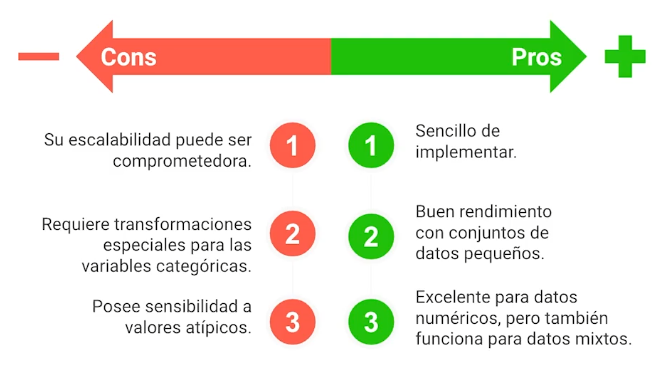 Cons
Pros
Su escalabilidad puede ser
comprometedora.
1
1
Sencillo de
implementar.
Requiere transformaciones
especiales para las
variables categóricas.
2
2
Buen rendimiento
con conjuntos de
datos pequeños.
Posee sensibilidad a
valores atípicos.
3
3
Excelente para datos
numéricos, pero también
funciona para datos mixtos.